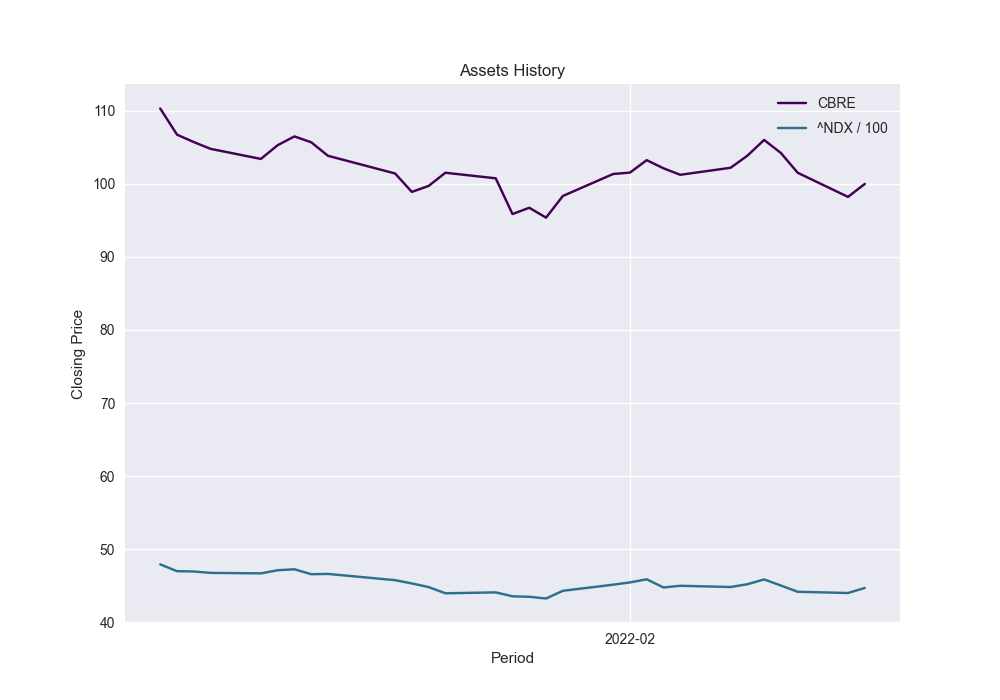 Assets History
CBRE
^NDX / 100
110
100
90
80
70
60
50
40
Closing Price
2022-02
Period